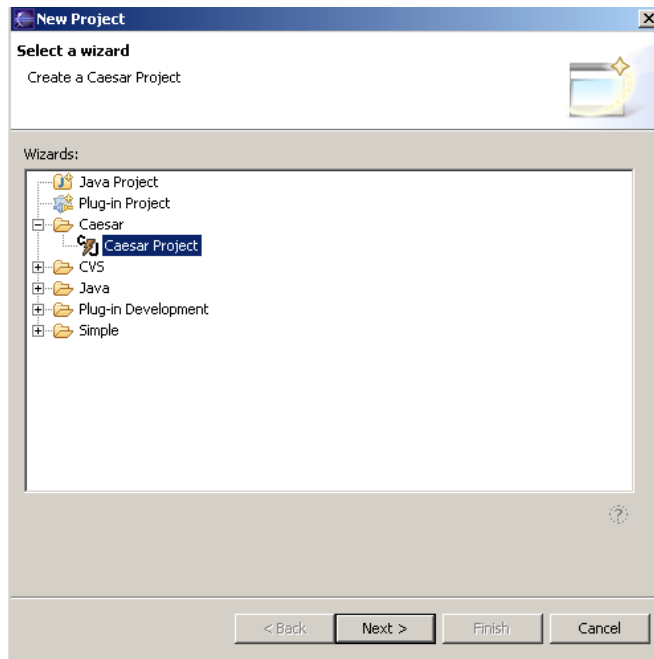 New Project
Select a wizard
Create a Caesar Project
Wizards:
Java Project
Plug-in Project
Caesar
Caesar Project
CVS
Java
Plug-in Development
Simple
?
< Back Next > Finish Cancel